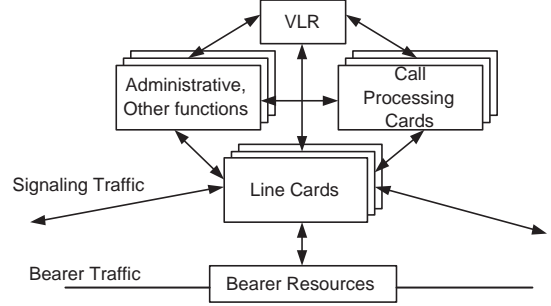 VLR
Administrative,
Other functions
Call
Processing
Cards
Signaling Traffic
Line Cards
Bearer Traffic
Bearer Resources